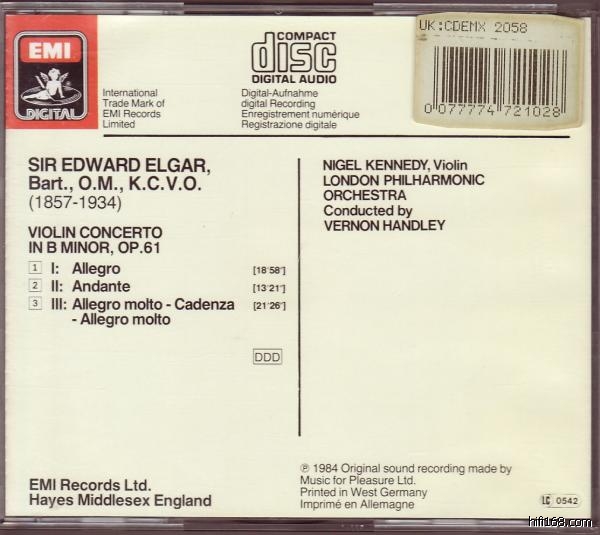 EMI
DIGITAL
International
Trade Mark of
EMI Records
Limited
COMPACT
disc
DIGITAL AUDIO
Digital-Aufnahme
digital Recording
Enregistrement numérique
Registrazione digitale
UK:CDEMX 2058
0 077774 721028
SIR EDWARD ELGAR,
Bart., O.M., K.C.V.O.
(1857-1934)
VIOLIN CONCERTO
IN B MINOR, OP.61
1 I: Allegro [18'58"]
2 II: Andante [13'21"]
3 III: Allegro molto - Cadenza [21'26"]
- Allegro molto
DDD
NIGEL KENNEDY, Violin
LONDON PHILHARMONIC
ORCHESTRA
Conducted by
VERNON HANDLEY
EMI Records Ltd.
Hayes Middlesex England
℗ 1984 Original sound recording made by
Music for Pleasure Ltd.
Printed in West Germany
Imprimé en Allemagne
LC 0542
hifi168.com